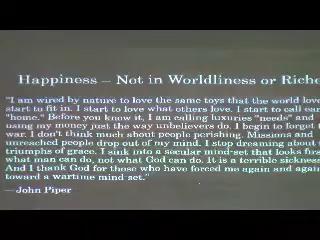 Happiness – Not in Worldliness or Riche
"I am wired by nature to love the same toys that the world love
start to fit in. I start to love what others love. I start to call ear
"home." Before you know it, I am calling luxuries "needs" and
using my money just the way unbelievers do. I begin to forget t
war. I don't think much about people perishing. Missions and
unreached people drop out of my mind. I stop dreaming about t
triumphs of grace. I sink into a secular mind-set that looks firs
what man can do, not what God can do. It is a terrible sickness
And I thank God for those who have forced me again and again
toward a wartime mind-set."
—John Piper